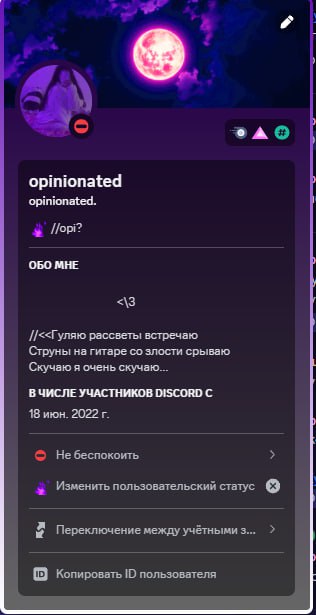 opinionated
opinionated.
//opi?
ОБО МНЕ
<\3
//<<Гуляю рассветы встречаю
Струны на гитаре со злости срываю
Скучаю я очень скучаю...
В ЧИСЛЕ УЧАСТНИКОВ DISCORD С
18 июн. 2022 г.
Не беспокоить
Изменить пользовательский статус
Переключение между учётными з...
ID Копировать ID пользователя